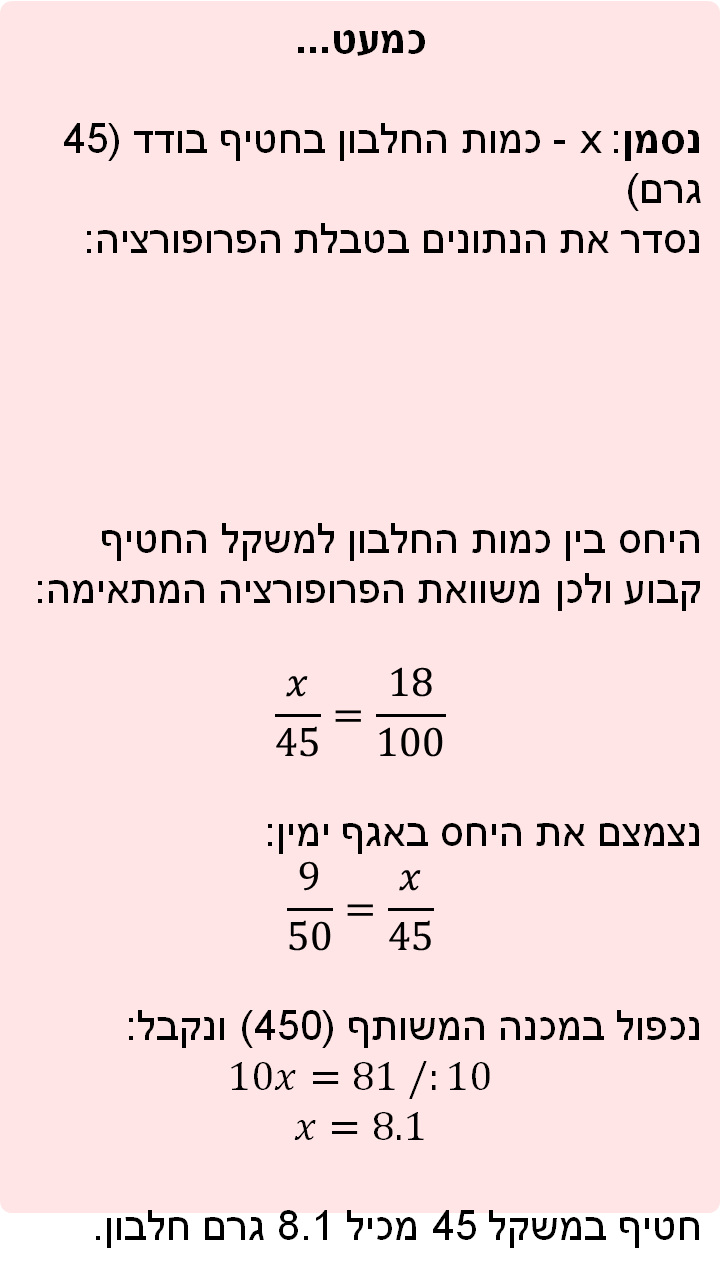 כמעט...
נסמן: x - כמות החלבון בחטיף בודד (45
גרם)
נסדר את הנתונים בטבלת הפרופורציה:
היחס בין כמות החלבון למשקל החטיף
קבוע ולכן משוואת הפרופורציה המתאימה:
x/45 = 18/100
נצמצם את היחס באגף ימין:
9/50 = x/45
נכפול במכנה המשותף (450) ונקבל:
10x = 81 /: 10
x = 8.1
חטיף במשקל 45 מכיל 8.1 גרם חלבון.